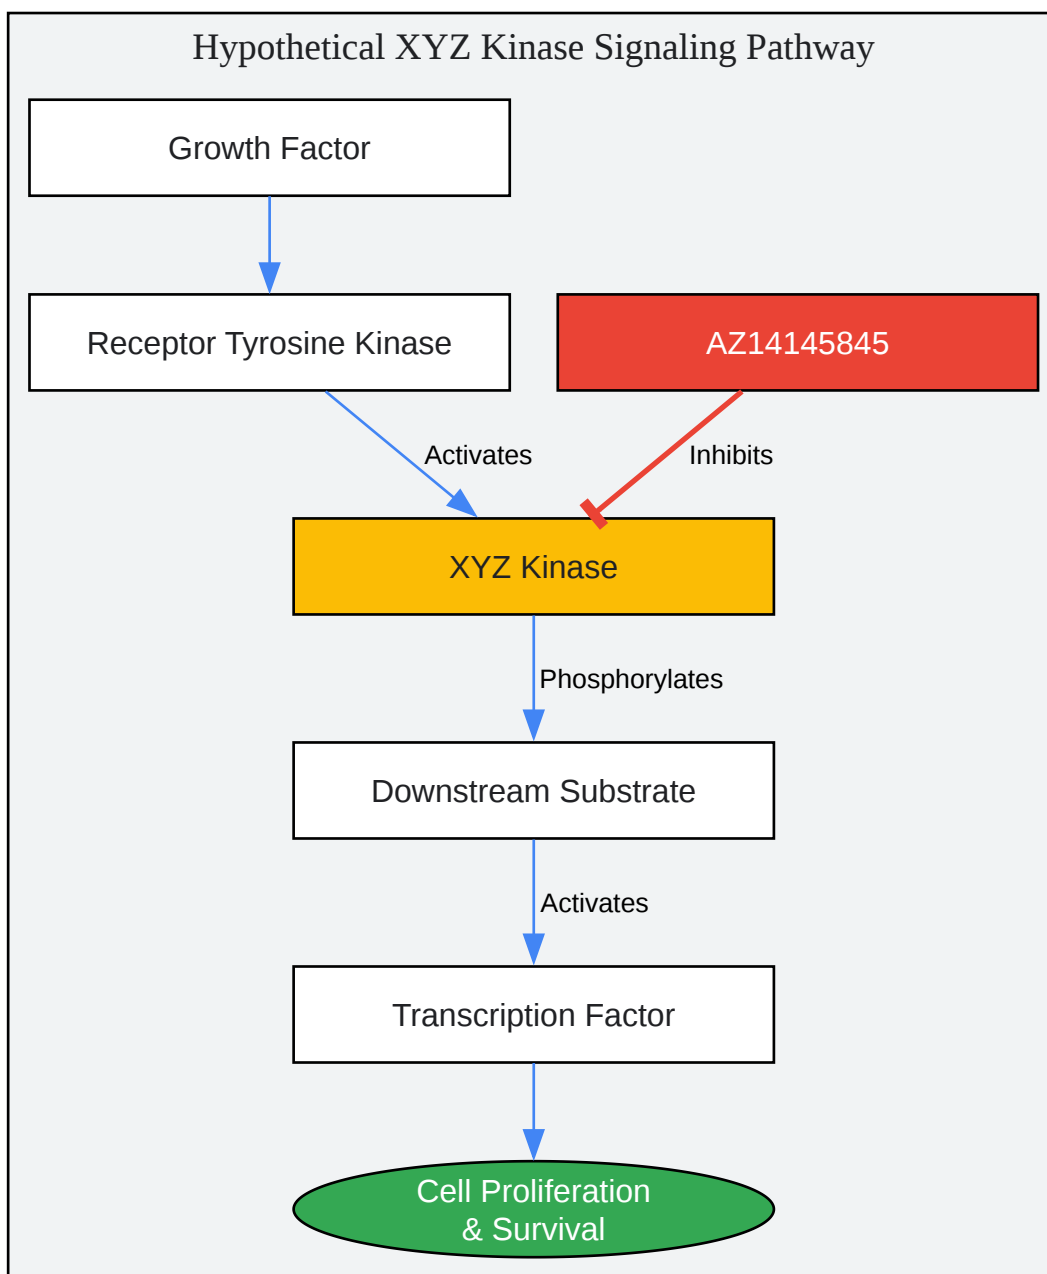 Hypothetical XYZ Kinase Signaling Pathway
Growth Factor
Receptor Tyrosine Kinase
AZ14145845
Activates
Inhibits
XYZ Kinase
Phosphorylates
Downstream Substrate
Activates
Transcription Factor
Cell Proliferation
& Survival